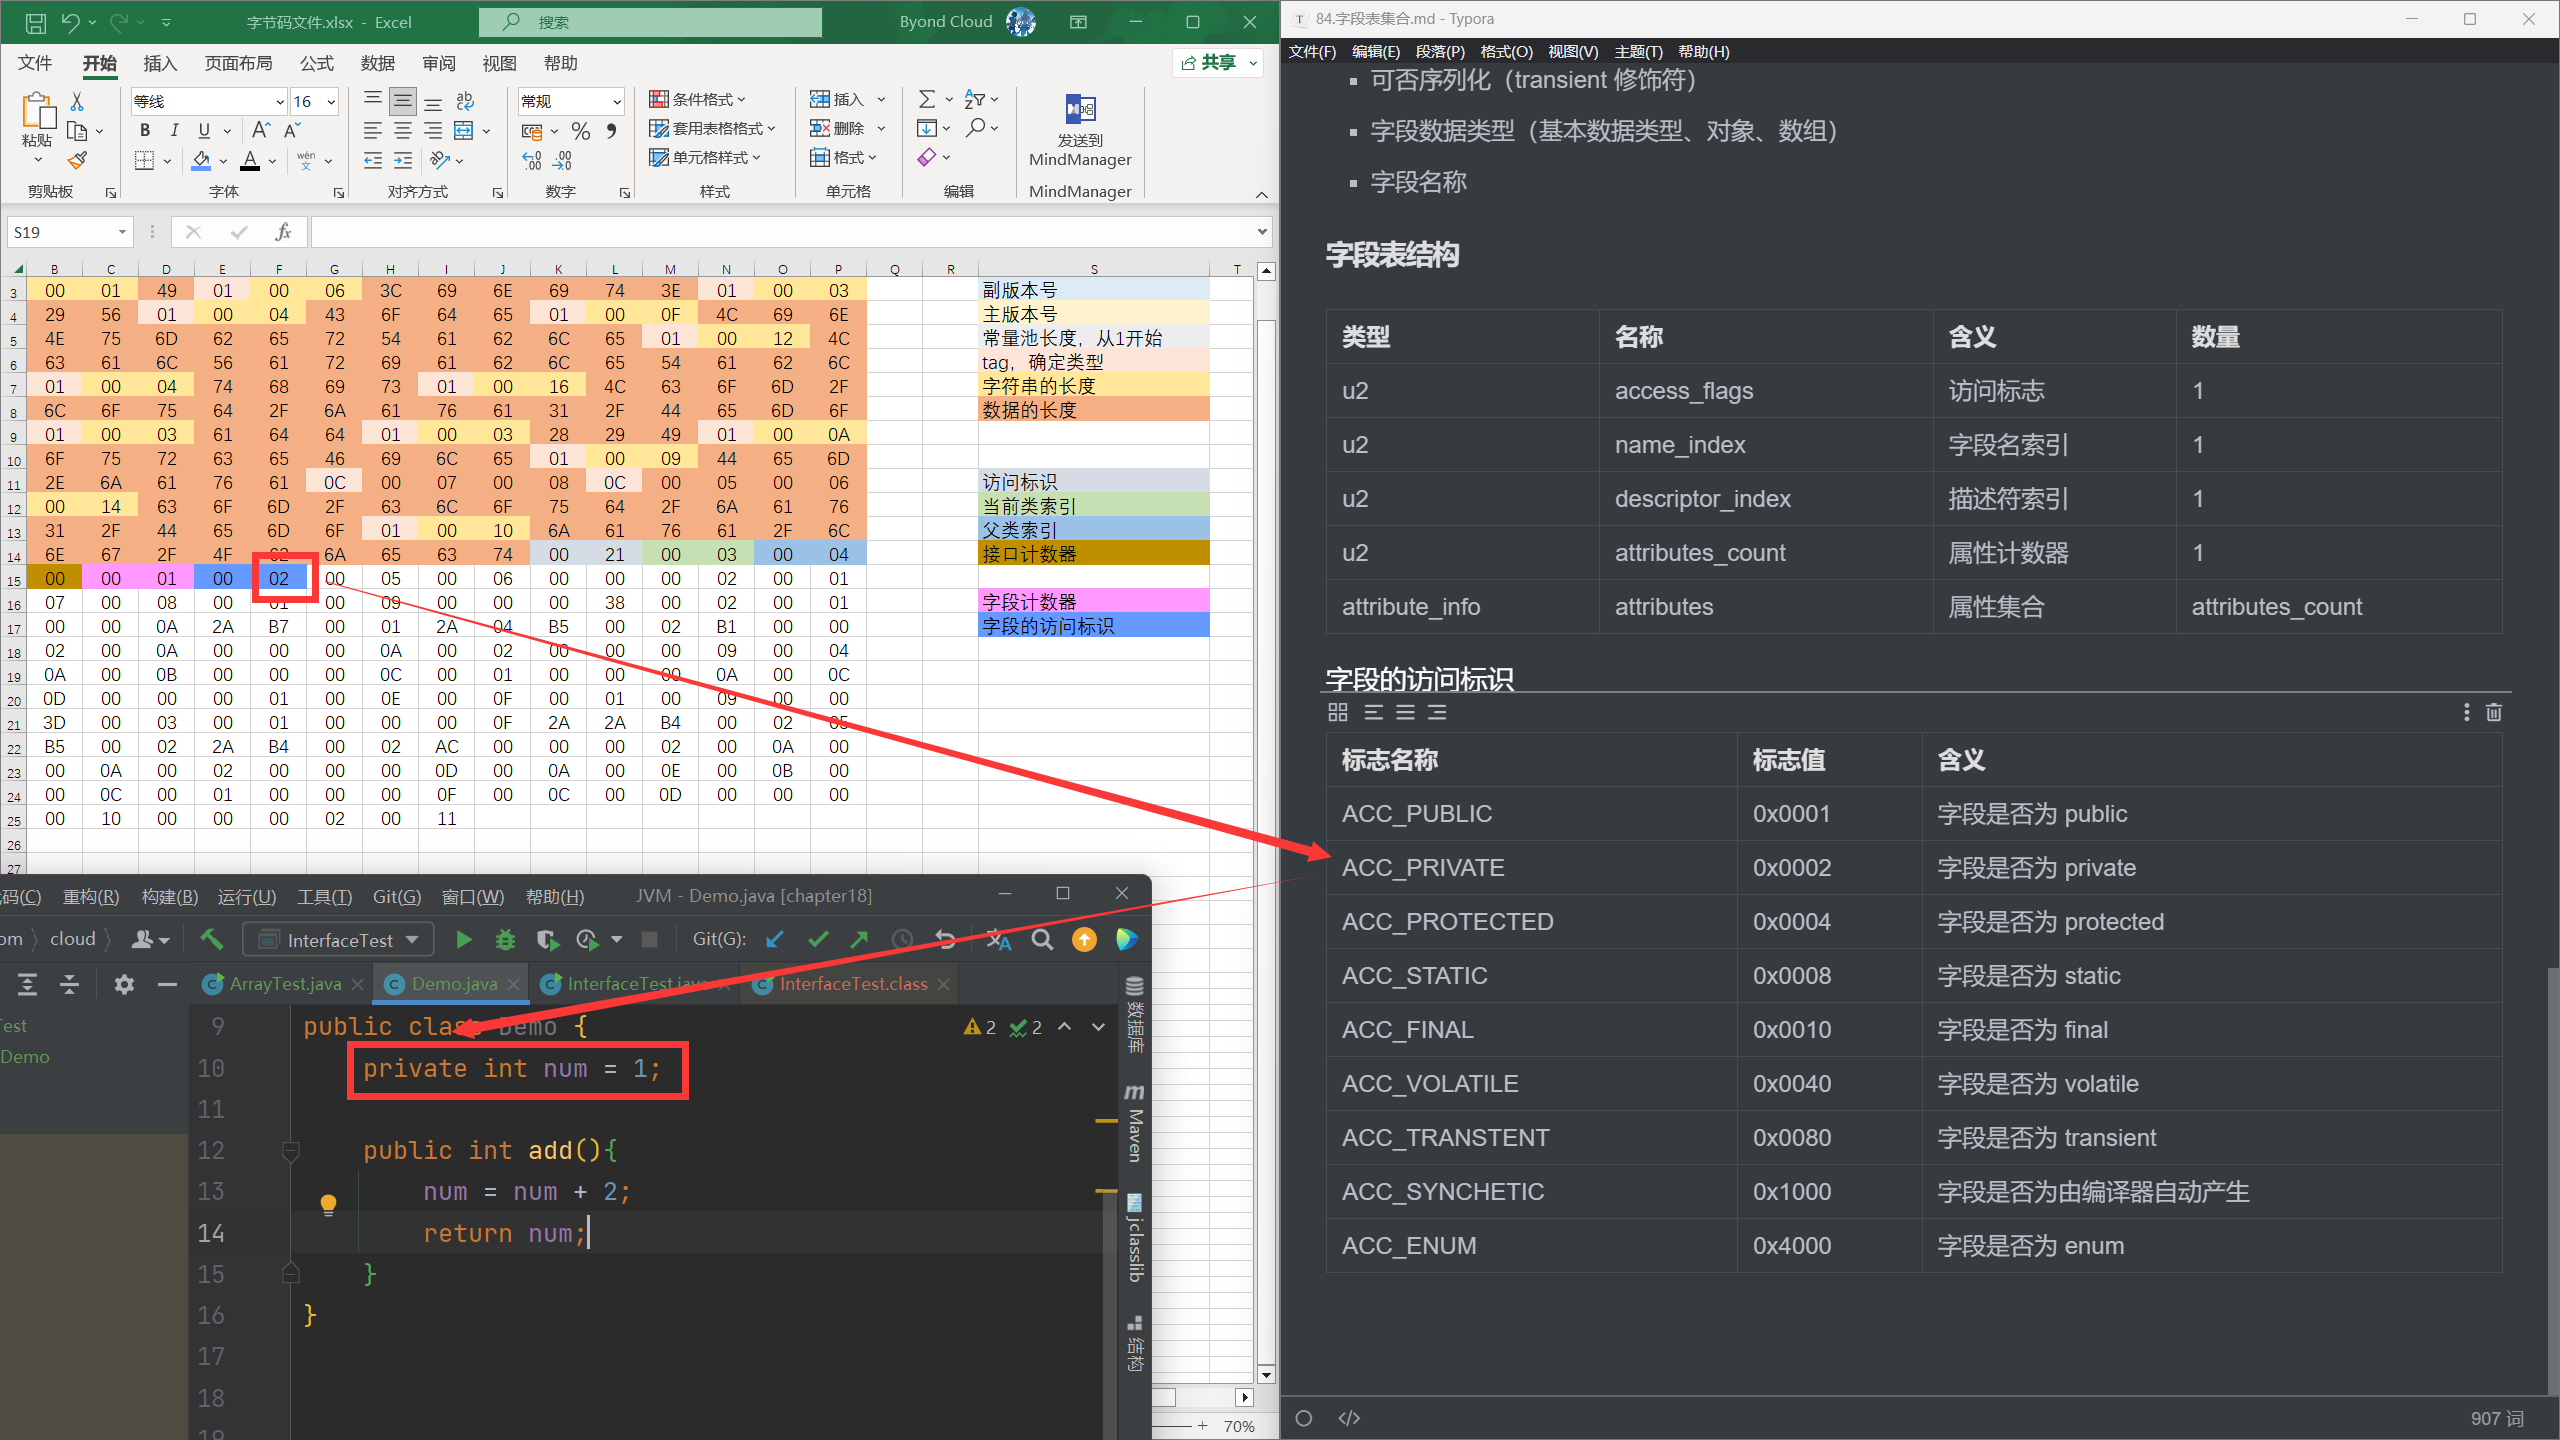 字节码文件.xlsx - Excel
搜索
Byond Cloud
文件 开始 插入 页面布局 公式 数据 审阅 视图 帮助
共享
等线 16
常规
条件格式
套用表格格式
单元格样式
插入
删除
格式
粘贴
B I U
wén
文
发送到
MindManager
剪贴板 字体 对齐方式 数字 样式 单元格 编辑 MindManager
S19
B C D E F G H I J K L M N O P Q R S T
3 00 01 49 01 00 06 3C 69 6E 69 74 3E 01 00 03 副版本号
4 29 56 01 00 04 43 6F 64 65 01 00 0F 4C 69 6E 主版本号
5 4E 75 6D 62 65 72 54 61 62 6C 65 01 00 12 4C 常量池长度，从1开始
6 63 61 6C 56 61 72 69 61 62 6C 65 54 61 62 6C tag，确定类型
7 01 00 04 74 68 69 73 01 00 16 4C 63 6F 6D 2F 字符串的长度
8 6C 6F 75 64 2F 6A 61 76 61 31 2F 44 65 6D 6F 数据的长度
9 01 00 03 61 64 64 01 00 03 28 29 49 01 00 0A
10 6F 75 72 63 65 46 69 6C 65 01 00 09 44 65 6D
11 2E 6A 61 76 61 0C 00 07 00 08 0C 00 05 00 06 访问标识
12 00 14 63 6F 6D 2F 63 6C 6F 75 64 2F 6A 61 76 当前类索引
13 31 2F 44 65 6D 6F 01 00 10 6A 61 76 61 2F 6C 父类索引
14 6E 67 2F 4F 62 6A 65 63 74 00 21 00 03 00 04 接口计数器
15 00 00 01 00 02 00 05 00 06 00 00 00 02 00 01
16 07 00 08 00 01 00 09 00 00 00 38 00 02 00 01 字段计数器
17 00 00 0A 2A B7 00 01 2A 04 B5 00 02 B1 00 00 字段的访问标识
18 02 00 0A 00 00 00 0A 00 02 00 00 00 09 00 04
19 0A 00 0B 00 00 00 0C 00 01 00 00 00 0A 00 0C
20 0D 00 00 00 01 00 0E 00 0F 00 01 00 09 00 00
21 3D 00 03 00 01 00 00 00 0F 2A 2A B4 00 02 05
22 B5 00 02 2A B4 00 02 AC 00 00 00 02 00 0A 00
23 00 0A 00 02 00 00 00 0D 00 0A 00 0E 00 0B 00
24 00 0C 00 01 00 00 00 0F 00 0C 00 0D 00 00 00
25 00 10 00 00 00 02 00 11
26
27
70%
码(C) 重构(R) 构建(B) 运行(U) 工具(T) Git(G) 窗口(W) 帮助(H) JVM - Demo.java [chapter18]
om cloud InterfaceTest Git(G):
ArrayTest.java Demo.java InterfaceTest.java InterfaceTest.class
Test
Demo
9 public class Demo {
2 2
10 private int num = 1;
11
12 public int add(){
13 num = num + 2;
14 return num;
15 }
16 }
17
18
19
数据库
Maven
jclasslib
结构
84.字段表集合.md - Typora
文件(F) 编辑(E) 段落(P) 格式(O) 视图(V) 主题(T) 帮助(H)
可否序列化（transient 修饰符）
字段数据类型（基本数据类型、对象、数组）
字段名称
字段表结构
类型 名称 含义 数量
u2 access_flags 访问标志 1
u2 name_index 字段名索引 1
u2 descriptor_index 描述符索引 1
u2 attributes_count 属性计数器 1
attribute_info attributes 属性集合 attributes_count
字段的访问标识
标志名称 标志值 含义
ACC_PUBLIC 0x0001 字段是否为 public
ACC_PRIVATE 0x0002 字段是否为 private
ACC_PROTECTED 0x0004 字段是否为 protected
ACC_STATIC 0x0008 字段是否为 static
ACC_FINAL 0x0010 字段是否为 final
ACC_VOLATILE 0x0040 字段是否为 volatile
ACC_TRANSTENT 0x0080 字段是否为 transient
ACC_SYNCHETIC 0x1000 字段是否为由编译器自动产生
ACC_ENUM 0x4000 字段是否为 enum
907 词